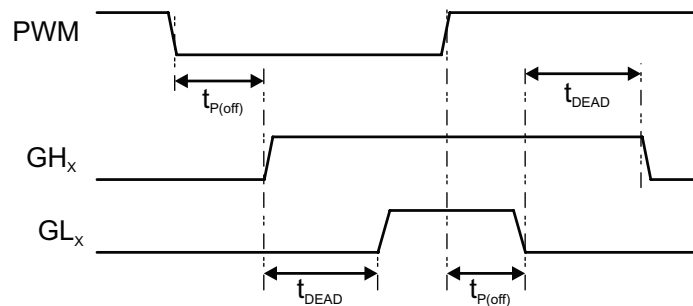 PWM
tP(off)
tDEAD
GHX
GLX
tDEAD
tP(off)